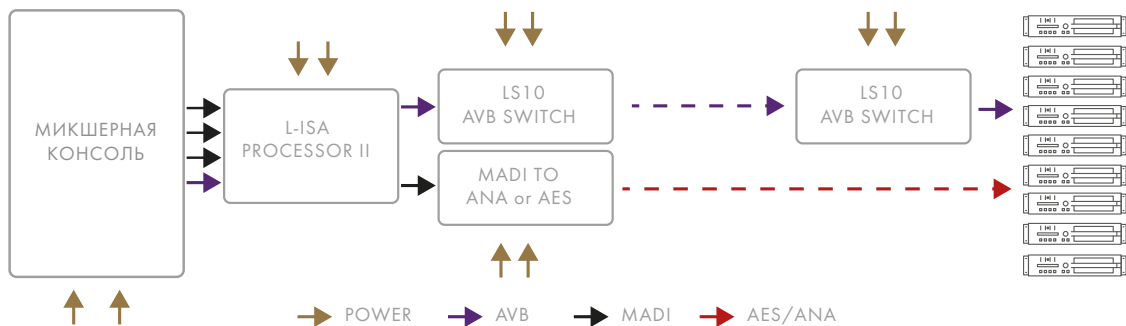 МИКШЕРНАЯ
КОНСОЛЬ
L-ISA
PROCESSOR II
LS10
AVB SWITCH
MADI TO
ANA or AES
LS10
AVB SWITCH
POWER
AVB
MADI
AES/ANA